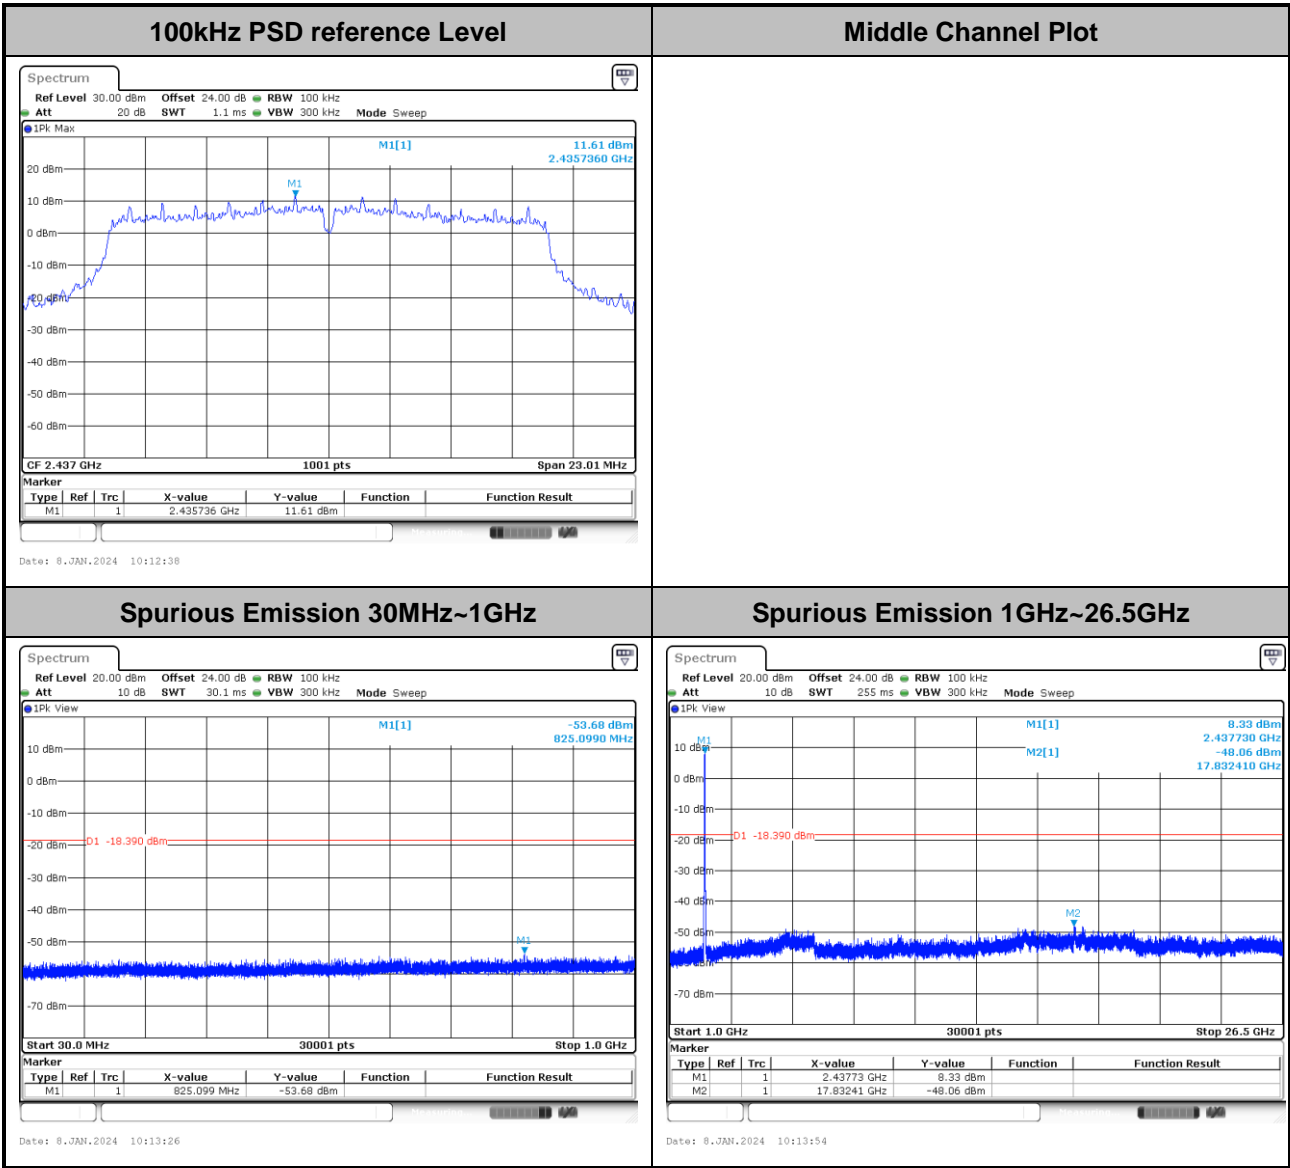 100kHz PSD reference Level
Middle Channel Plot
Spectrum
Ref Level 30.00 dBm Offset 24.00 dB RBW 100 kHz
Att 20 dB SWT 1.1 ms VBW 300 kHz Mode Sweep
1Pk Max
M1[1] 11.61 dBm
2.4357360 GHz
20 dBm
M1
10 dBm
0 dBm
-10 dBm
-20 dBm
-30 dBm
-40 dBm
-50 dBm
-60 dBm
CF 2.437 GHz 1001 pts Span 23.01 MHz
Marker
Type Ref Trc X-value Y-value Function Function Result
M1 1 2.435736 GHz 11.61 dBm
Date: 8.JAN.2024 10:12:38
Spurious Emission 30MHz~1GHz
Spurious Emission 1GHz~26.5GHz
Spectrum
Ref Level 20.00 dBm Offset 24.00 dB RBW 100 kHz
Att 10 dB SWT 30.1 ms VBW 300 kHz Mode Sweep
1Pk View
M1[1] -53.68 dBm
825.0990 MHz
10 dBm
0 dBm
-10 dBm
-20 dBm
D1 -18.390 dBm
-30 dBm
-40 dBm
-50 dBm
M1
-70 dBm
Start 30.0 MHz 30001 pts Stop 1.0 GHz
Marker
Type Ref Trc X-value Y-value Function Function Result
M1 1 825.099 MHz -53.68 dBm
Date: 8.JAN.2024 10:13:26
Spectrum
Ref Level 20.00 dBm Offset 24.00 dB RBW 100 kHz
Att 10 dB SWT 255 ms VBW 300 kHz Mode Sweep
1Pk View
M1[1] 8.33 dBm
2.437730 GHz
M2[1] -48.06 dBm
17.832410 GHz
M1
10 dBm
0 dBm
-10 dBm
D1 -18.390 dBm
-20 dBm
-30 dBm
-40 dBm
M2
-50 dBm
-70 dBm
Start 1.0 GHz 30001 pts Stop 26.5 GHz
Marker
Type Ref Trc X-value Y-value Function Function Result
M1 1 2.43773 GHz 8.33 dBm
M2 1 17.83241 GHz -48.06 dBm
Date: 8.JAN.2024 10:13:54